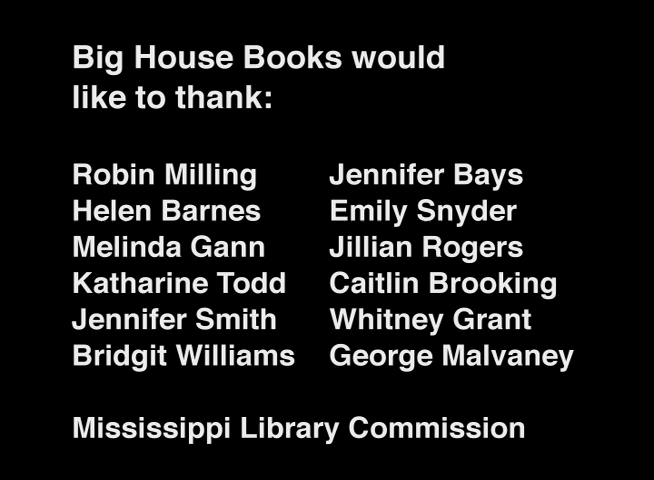 Big House Books would
like to thank:
Robin Milling
Helen Barnes
Melinda Gann
Katharine Todd
Jennifer Smith
Bridgit Williams
Jennifer Bays
Emily Snyder
Jillian Rogers
Caitlin Brooking
Whitney Grant
George Malvaney
Mississippi Library Commission